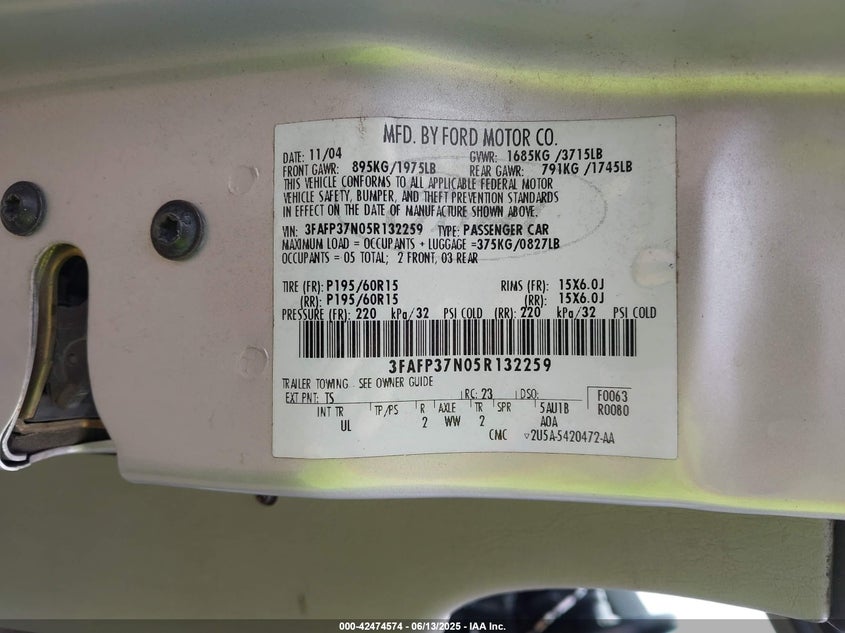 MFD. BY FORD MOTOR CO.
DATE: 11/04 GVWR: 1685KG /3715LB
FRONT GAWR: 895KG/1975LB REAR GAWR: 791KG /1745LB
THIS VEHICLE CONFORMS TO ALL APPLICABLE FEDERAL MOTOR
VEHICLE SAFETY, BUMPER, AND THEFT PREVENTION STANDARDS
IN EFFECT ON THE DATE OF MANUFACTURE SHOWN ABOVE.
VIN: 3FAFP37N05R132259 TYPE: PASSENGER CAR
MAXIMUM LOAD = OCCUPANTS + LUGGAGE =375KG/0827LB
OCCUPANTS = 05 TOTAL; 2 FRONT, 03 REAR
TIRE (FR): P195/60R15 RIMS (FR): 15X6.0J
(RR): P195/60R15 (RR): 15X6.0J
PRESSURE (FR): 220 kPa/32 PSI COLD (RR): 220 kPa/32 PSI COLD
3FAFP37N05R132259
TRAILER TOWING - SEE OWNER GUIDE
EXT PNT: TS RC: 23 DSO: F0063
INT TR TP/PS R AXLE TR SPR 5AU1B R0080
UL 2 WW 2 A0A
CMC ▽2U5A-5420472-AA
000-42474574 / 06/13/2025 - IAA Inc.